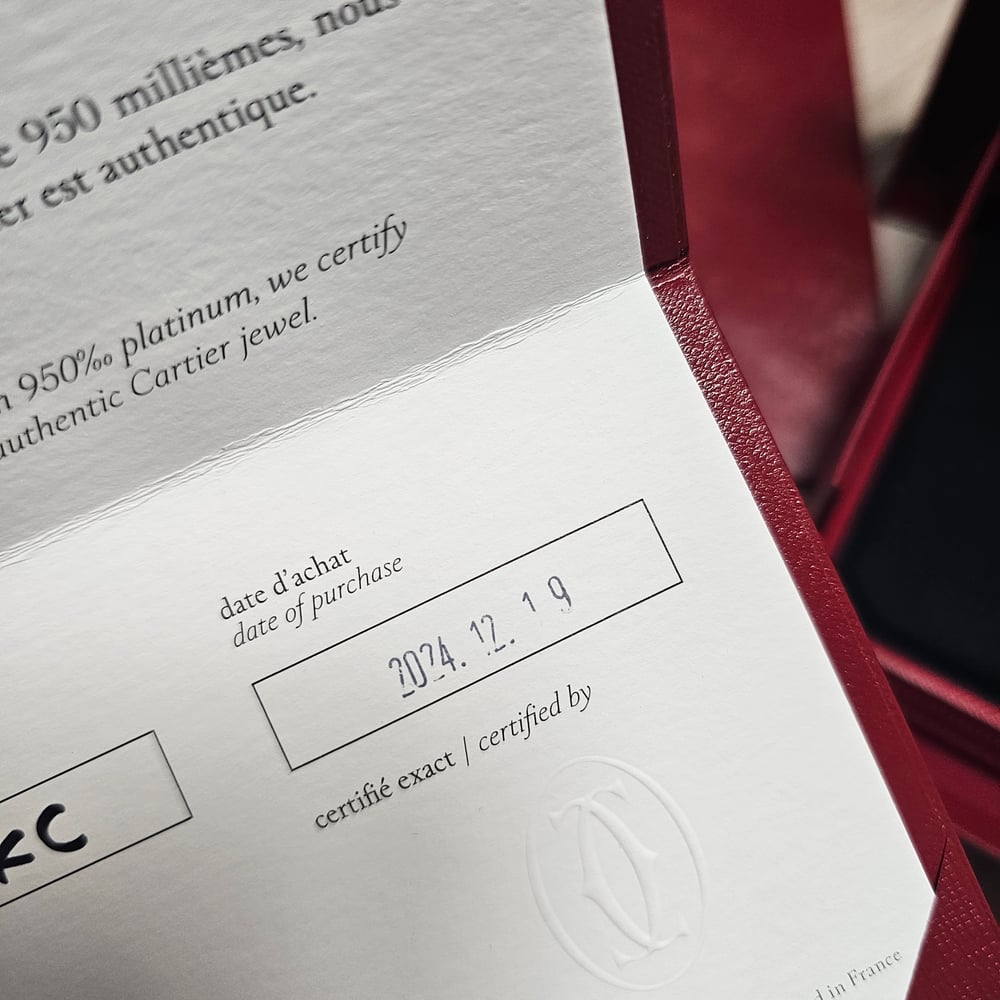 950 millièmes, nous
est authentique.
950‰ platinum, we certify
authentic Cartier jewel.
date d'achat
date of purchase
2024. 12. 19
certifié exact | certified by
KC
in France